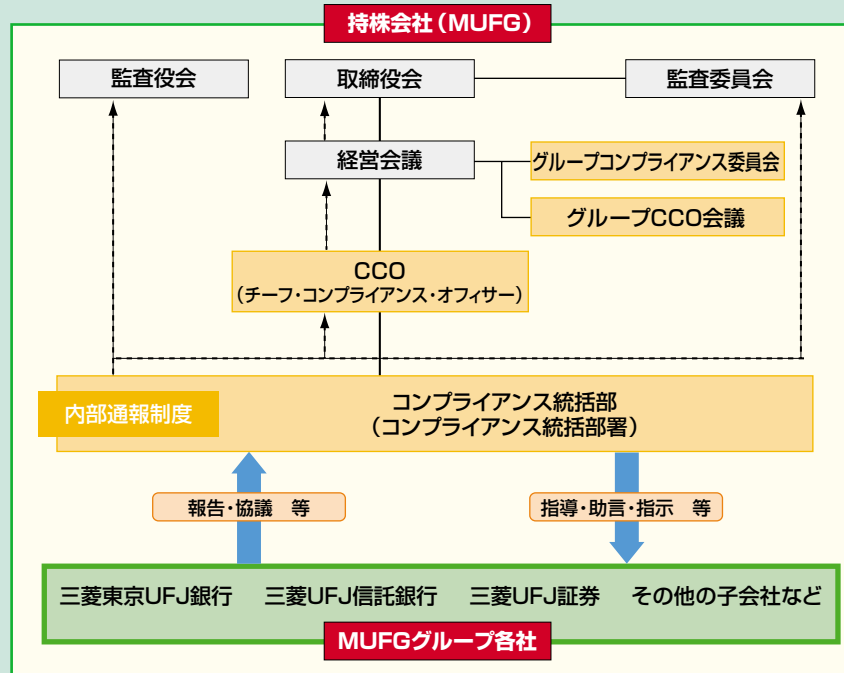 持株会社(MUFG)
監査役会
取締役会
監査委員会
経営会議
グループコンプライアンス委員会
グループCCO会議
CCO
(チーフ・コンプライアンス・オフィサー)
内部通報制度
コンプライアンス統括部
(コンプライアンス統括部署)
報告・協議 等
指導・助言・指示 等
三菱東京UFJ銀行 三菱UFJ信託銀行 三菱UFJ証券 その他の子会社など
MUFGグループ各社